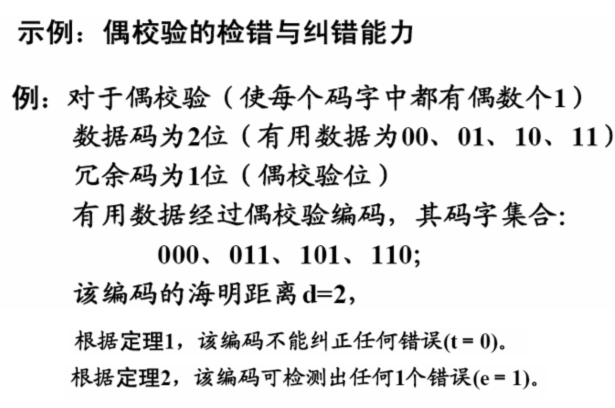 示例：偶校验的检错与纠错能力
例：对于偶校验（使每个码字中都有偶数个1）
数据码为2位（有用数据为00、01、10、11）
冗余码为1位（偶校验位）
有用数据经过偶校验编码，其码字集合：
000、011、101、110;
该编码的海明距离d=2，
根据定理1，该编码不能纠正任何错误(t = 0)。
根据定理2，该编码可检测出任何1个错误(e = 1)。